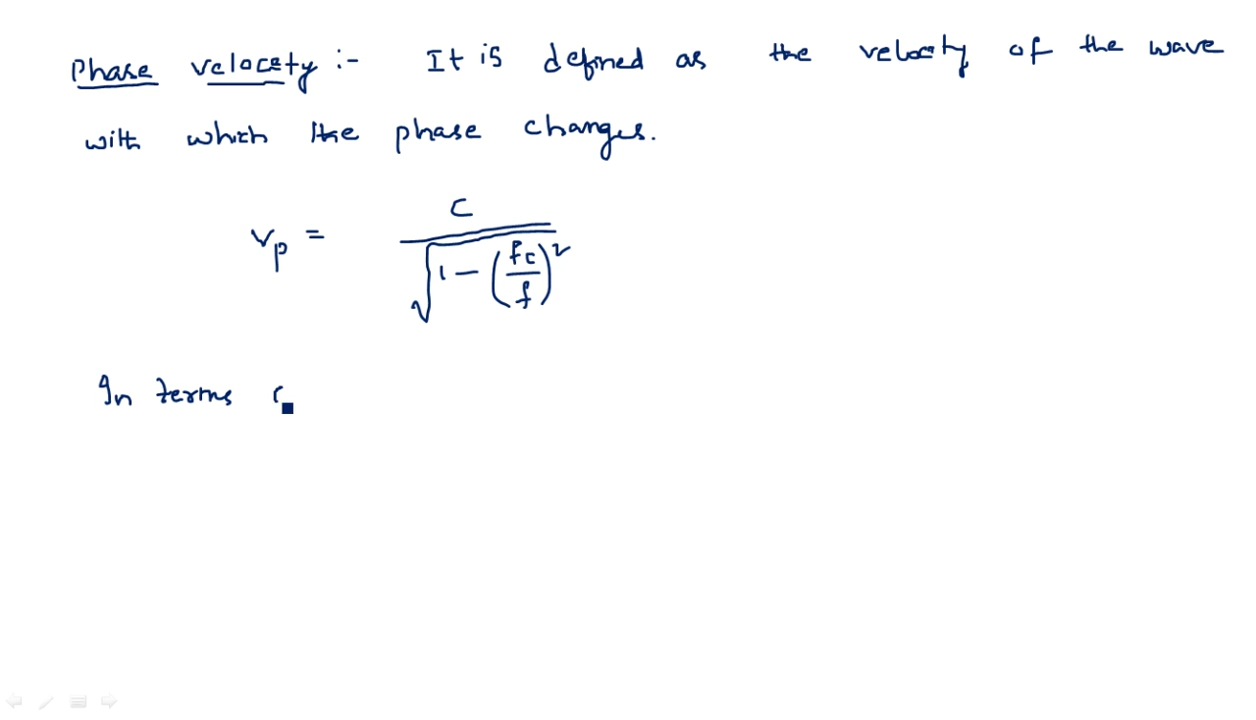 Phase velocety :- It is defined as the velocity of the wave
with which the phase changes.
vp = c / √(1 - (fc/f)²)
In terms